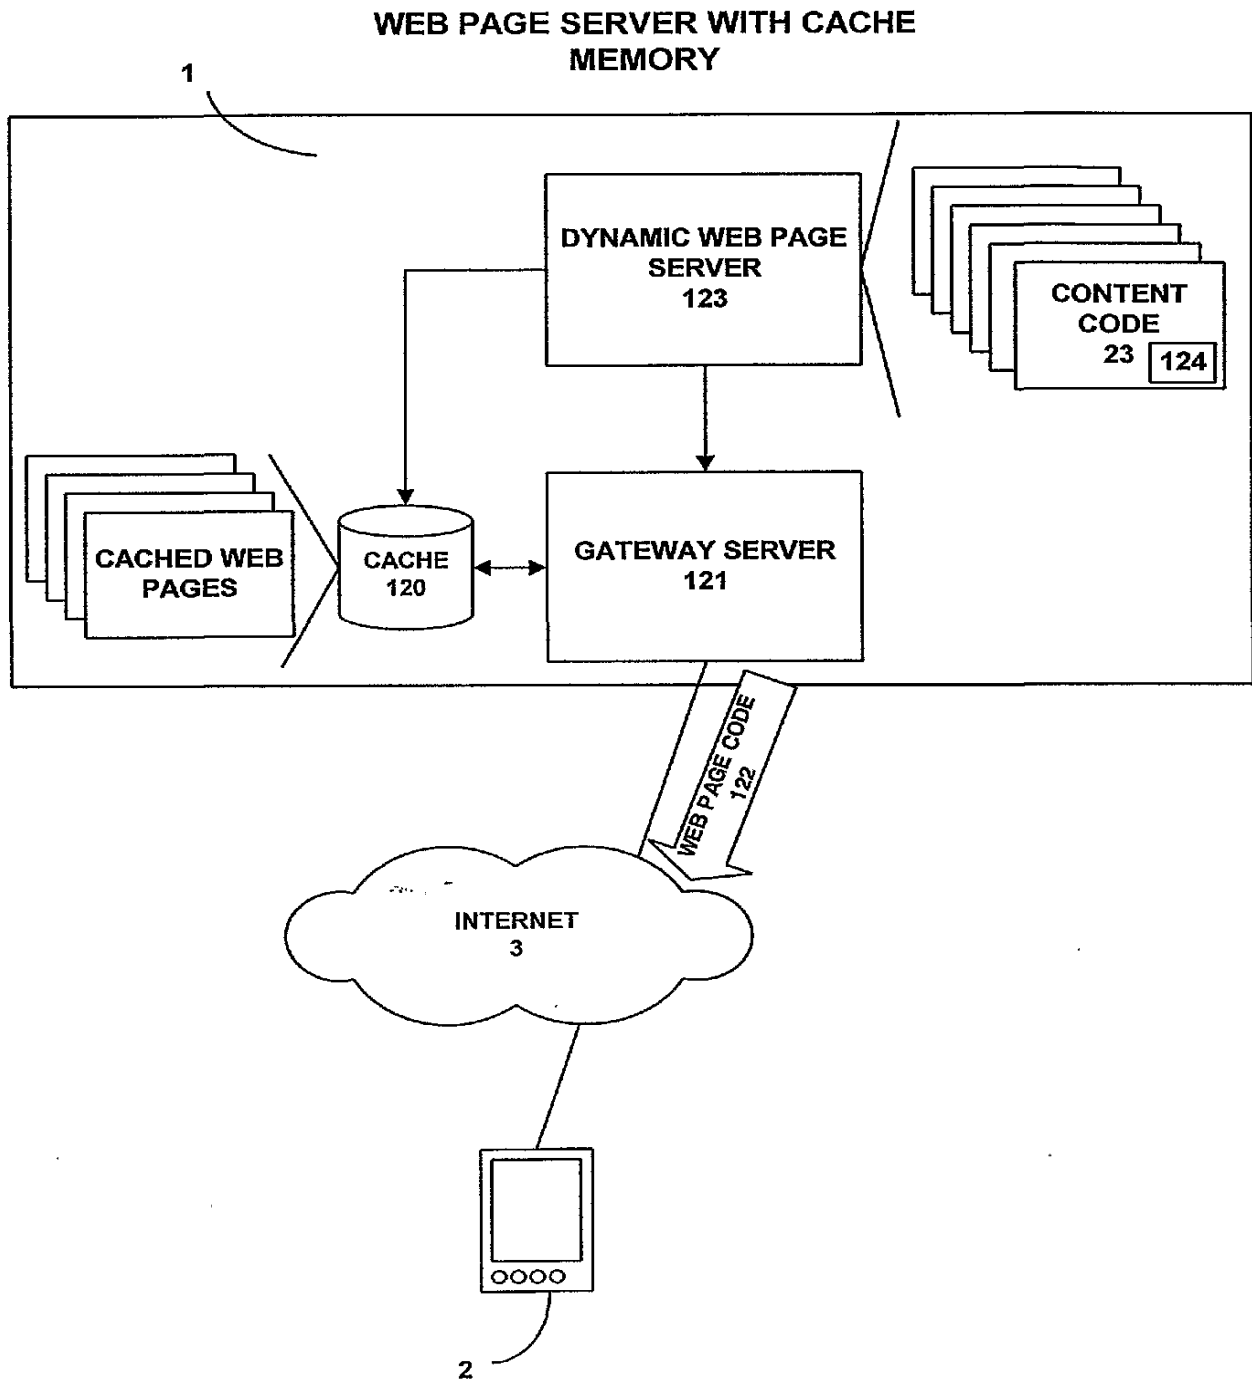 WEB PAGE SERVER WITH CACHE
MEMORY
1
DYNAMIC WEB PAGE
SERVER
123
CONTENT
CODE
23
124
CACHED WEB
PAGES
CACHE
120
GATEWAY SERVER
121
WEB PAGE CODE
122
INTERNET
3
2